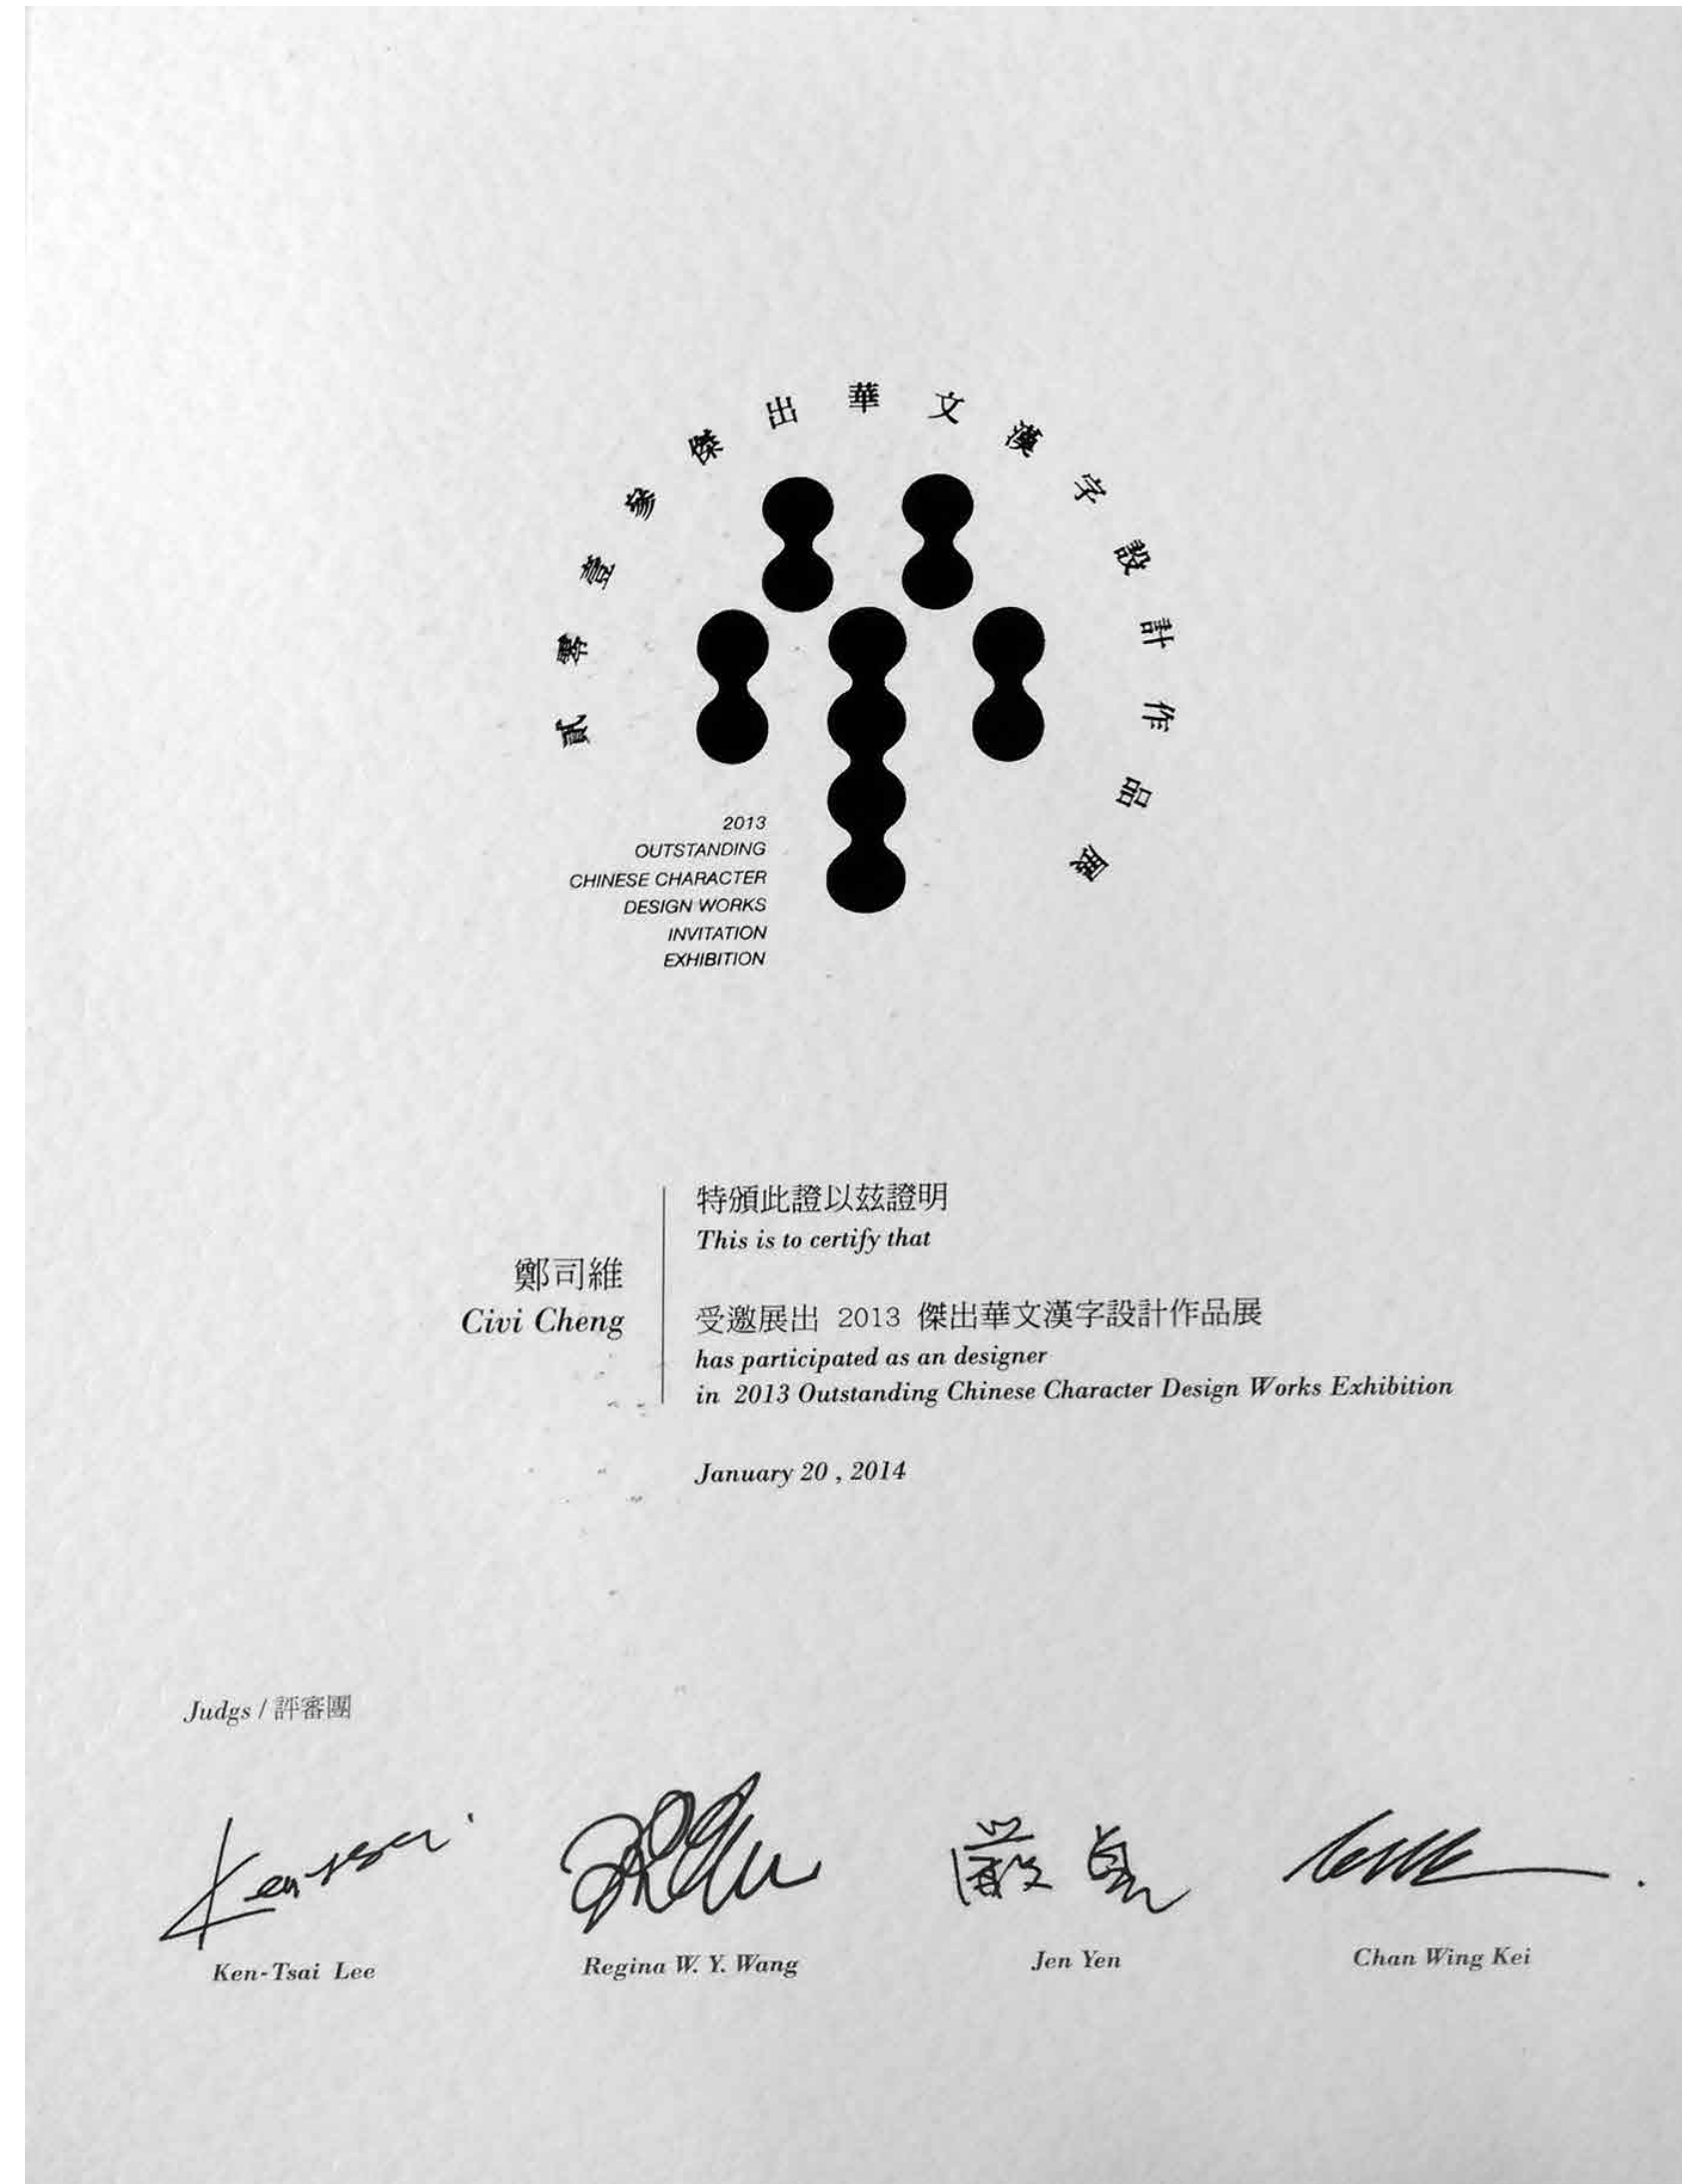 貳零壹參傑出華文漢字設計作品展
2013
OUTSTANDING
CHINESE CHARACTER
DESIGN WORKS
INVITATION
EXHIBITION
鄭司維
Civi Cheng
特頒此證以茲證明
This is to certify that
受邀展出 2013 傑出華文漢字設計作品展
has participated as an designer
in 2013 Outstanding Chinese Character Design Works Exhibition
January 20 , 2014
Judgs / 評審團
Ken-Tsai Lee
Regina W. Y. Wang
Jen Yen
Chan Wing Kei